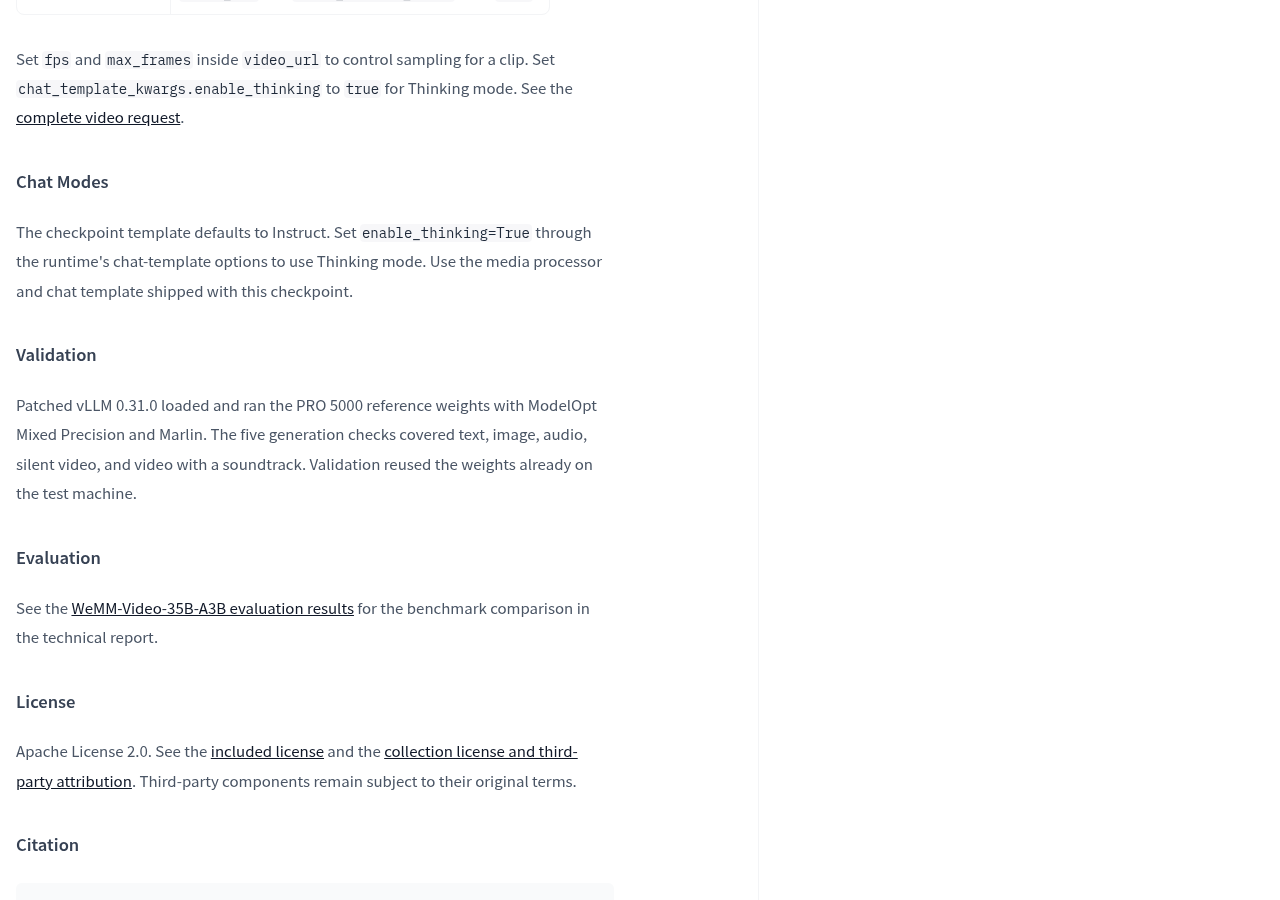 Set fps and max_frames inside video_url to control sampling for a clip. Set
chat_template_kwargs.enable_thinking to true for Thinking mode. See the
complete video request.
Chat Modes
The checkpoint template defaults to Instruct. Set enable_thinking=True through
the runtime's chat-template options to use Thinking mode. Use the media processor
and chat template shipped with this checkpoint.
Validation
Patched vLLM 0.31.0 loaded and ran the PRO 5000 reference weights with ModelOpt
Mixed Precision and Marlin. The five generation checks covered text, image, audio,
silent video, and video with a soundtrack. Validation reused the weights already on
the test machine.
Evaluation
See the WeMM-Video-35B-A3B evaluation results for the benchmark comparison in
the technical report.
License
Apache License 2.0. See the included license and the collection license and third-
party attribution. Third-party components remain subject to their original terms.
Citation